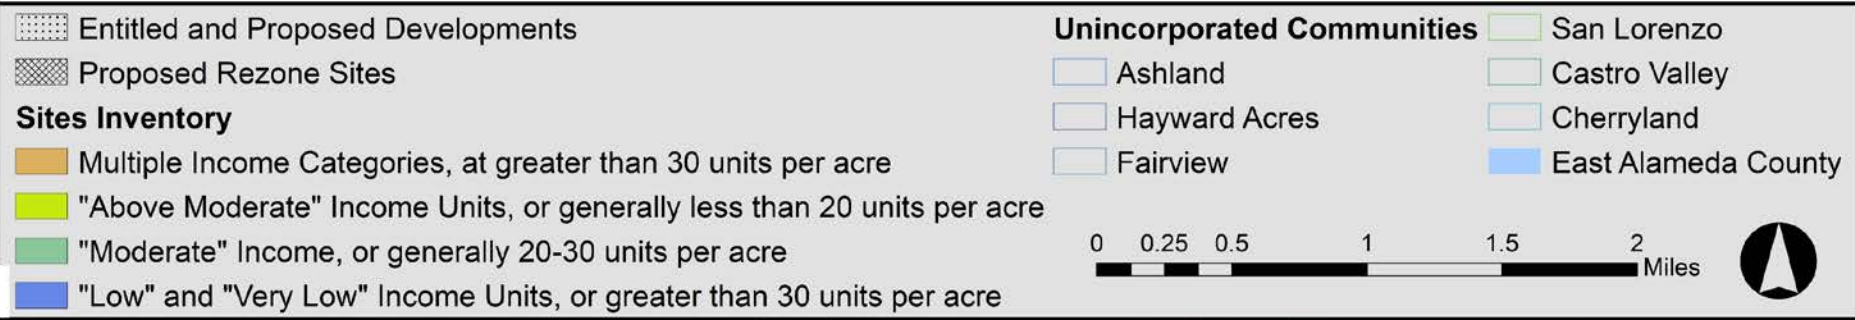 Entitled and Proposed Developments
Proposed Rezone Sites
Sites Inventory
Multiple Income Categories, at greater than 30 units per acre
"Above Moderate" Income Units, or generally less than 20 units per acre
"Moderate" Income, or generally 20-30 units per acre
"Low" and "Very Low" Income Units, or greater than 30 units per acre
Unincorporated Communities
Ashland
Hayward Acres
Fairview
San Lorenzo
Castro Valley
Cherryland
East Alameda County
0 0.25 0.5 1 1.5 2
Miles